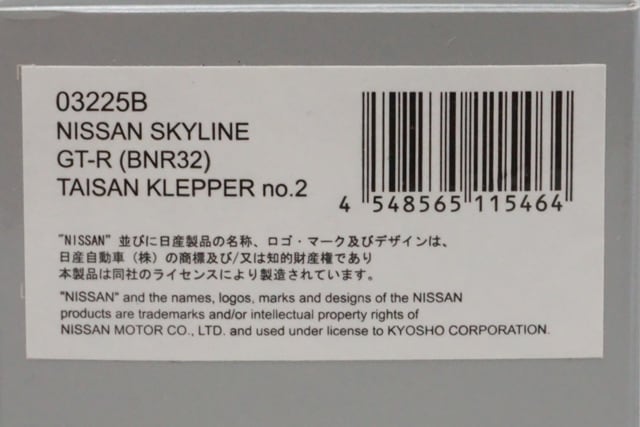 03225B
NISSAN SKYLINE
GT-R (BNR32)
TAISAN KLEPPER no.2
4 548565 115464
"NISSAN" 並びに日産製品の名称、ロゴ・マーク及びデザインは、
日産自動車（株）の商標及び/又は知的財産権であり
本製品は同社のライセンスにより製造されています。
"NISSAN" and the names, logos, marks and designs of the NISSAN
products are trademarks and/or intellectual property rights of
NISSAN MOTOR CO., LTD. and used under license to KYOSHO CORPORATION.